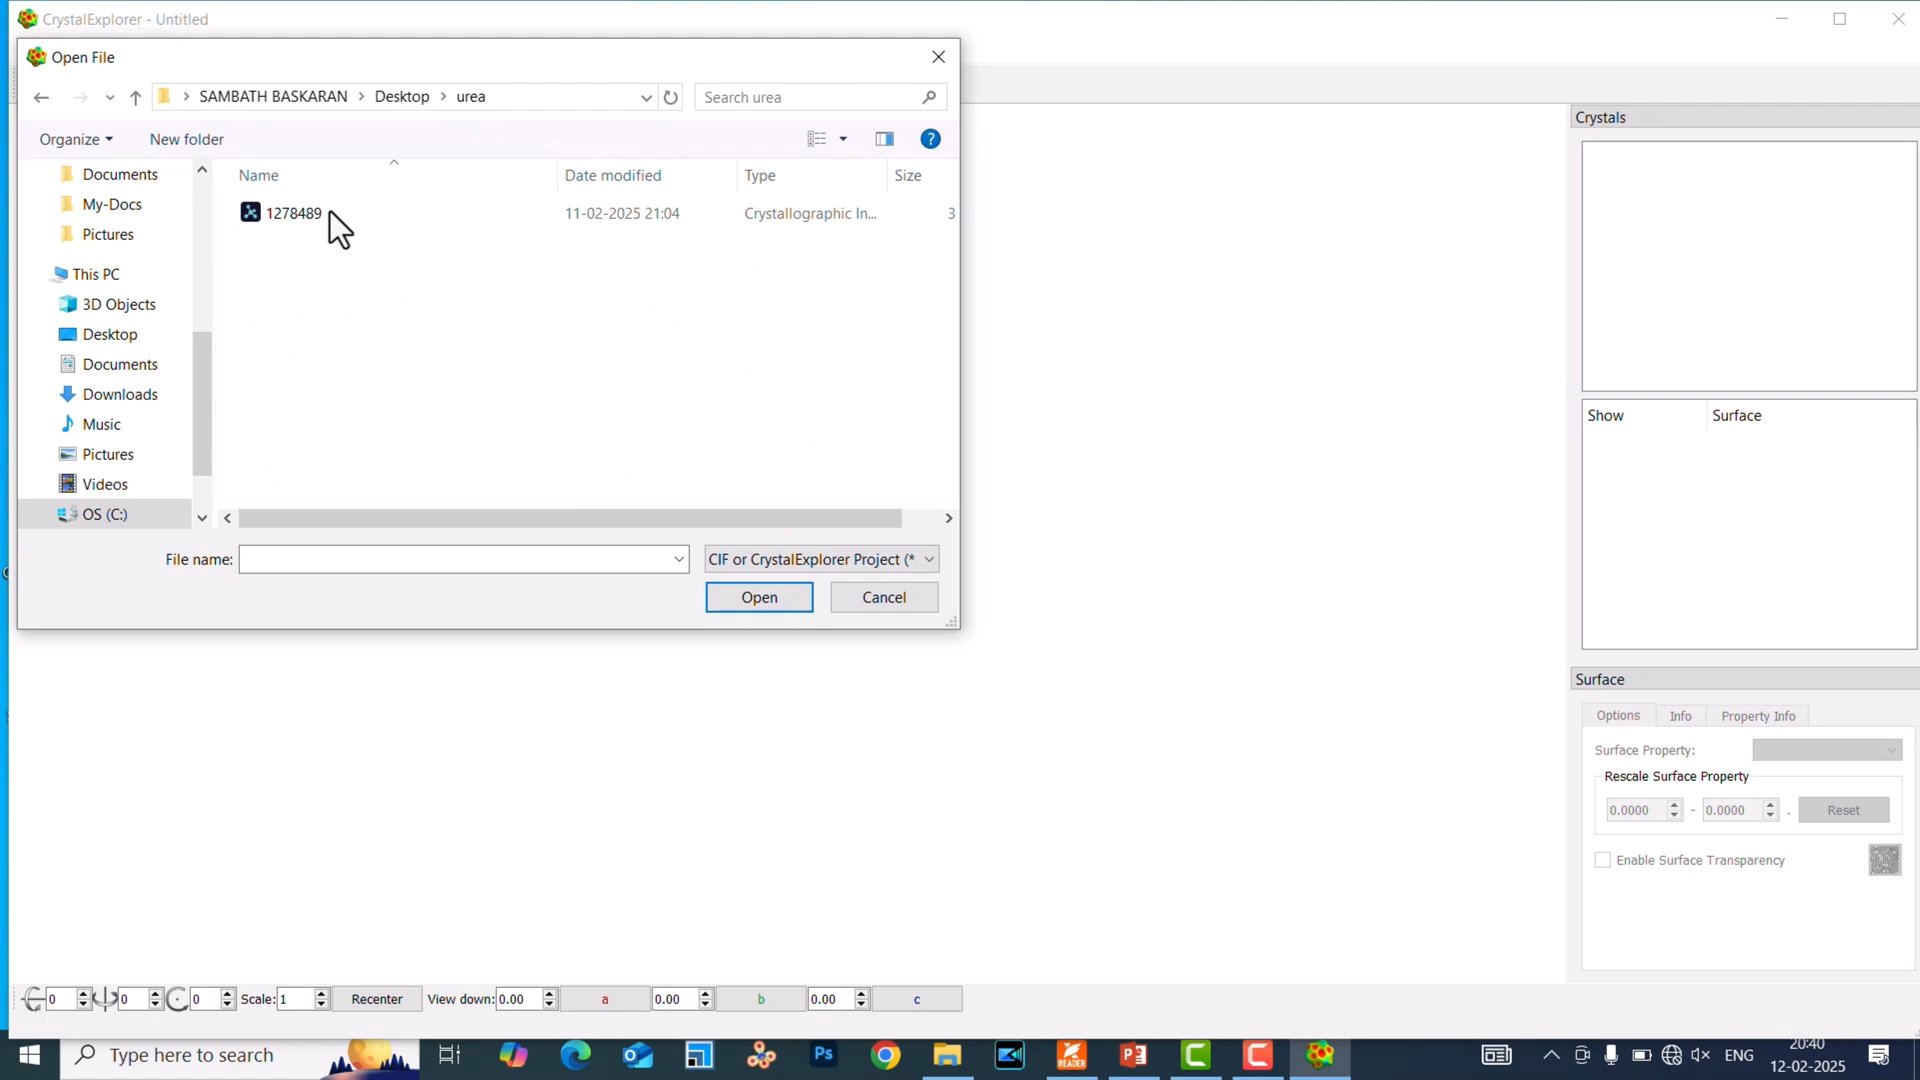 CrystalExplorer - Untitled
Open File
SAMBATH BASKARAN > Desktop > urea
Search urea
Organize
New folder
Name
Date modified
Type
Size
1278489
11-02-2025 21:04
Crystallographic In...
3
Documents
My-Docs
Pictures
This PC
3D Objects
Desktop
Documents
Downloads
Music
Pictures
Videos
OS (C:)
File name:
CIF or CrystalExplorer Project (*
Open
Cancel
Crystals
Show
Surface
Surface
Options
Info
Property Info
Surface Property:
Rescale Surface Property
0.0000 - 0.0000 . Reset
Enable Surface Transparency
0 0 0 Scale: 1 Recenter View down: 0.00 a 0.00 b 0.00 c
Type here to search
Ps
READER
ENG
20:40
12-02-2025